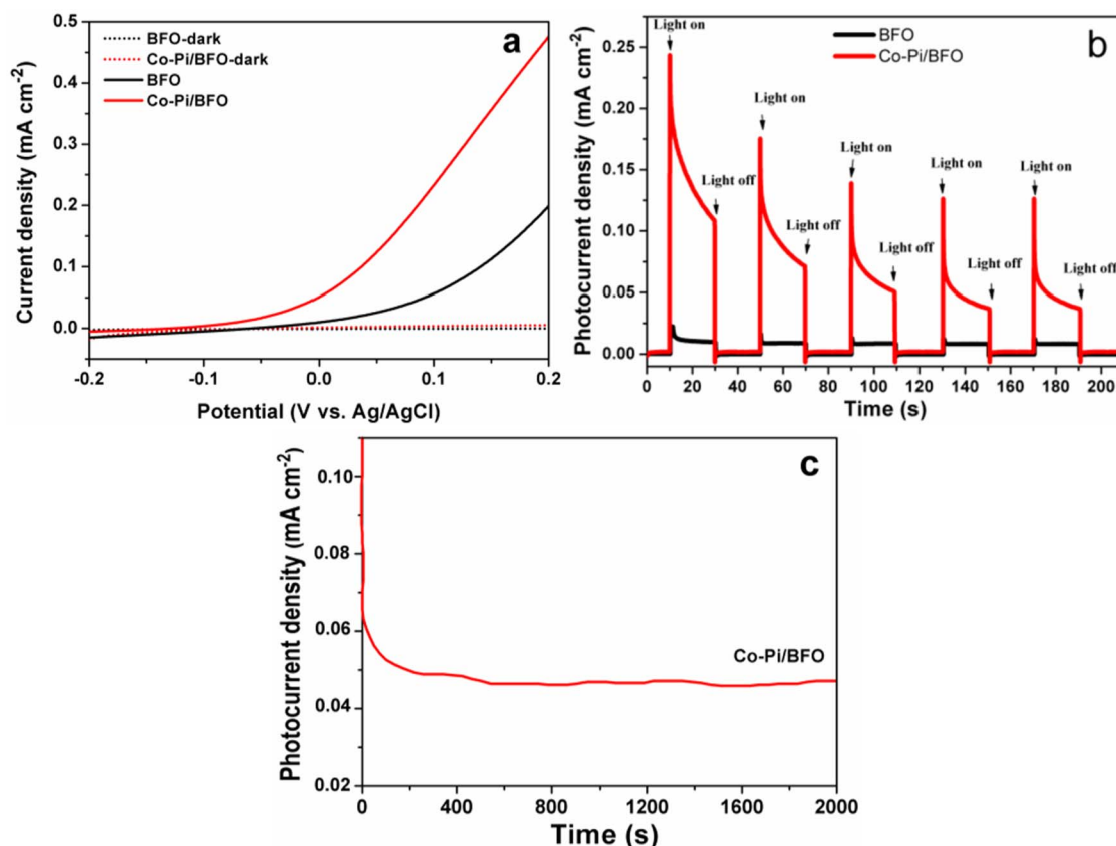 a
BFO-dark
Co-Pi/BFO-dark
BFO
Co-Pi/BFO
0.5
0.4
0.3
0.2
0.1
0.0
-0.2
-0.1
0.0
0.1
0.2
Current density (mA cm-2)
Potential (V vs. Ag/AgCl)
b
BFO
Co-Pi/BFO
Light on
Light on
Light on
Light on
Light on
Light off
Light off
Light off
Light off
Light off
0.25
0.20
0.15
0.10
0.05
0.00
0 20 40 60 80 100 120 140 160 180 200
Photocurrent density (mA cm-2)
Time (s)
c
Co-Pi/BFO
0.10
0.08
0.06
0.04
0.02
0 400 800 1200 1600 2000
Photocurrent density (mA cm-2)
Time (s)